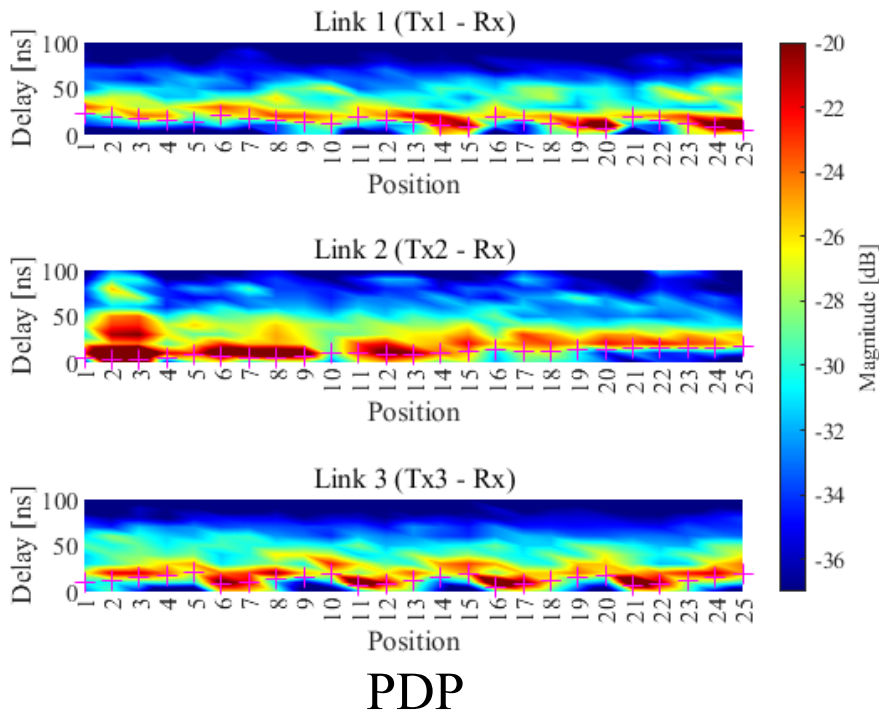 Link 1 (Tx1 - Rx)
100
50
0
Delay [ns]
1 2 3 4 5 6 7 8 9 10 11 12 13 14 15 16 17 18 19 20 21 22 23 24 25
Position
Link 2 (Tx2 - Rx)
100
50
0
Delay [ns]
1 2 3 4 5 6 7 8 9 10 11 12 13 14 15 16 17 18 19 20 21 22 23 24 25
Position
Link 3 (Tx3 - Rx)
100
50
0
Delay [ns]
1 2 3 4 5 6 7 8 9 10 11 12 13 14 15 16 17 18 19 20 21 22 23 24 25
Position
-20
-22
-24
-26
-28
-30
-32
-34
-36
Magnitude [dB]
PDP